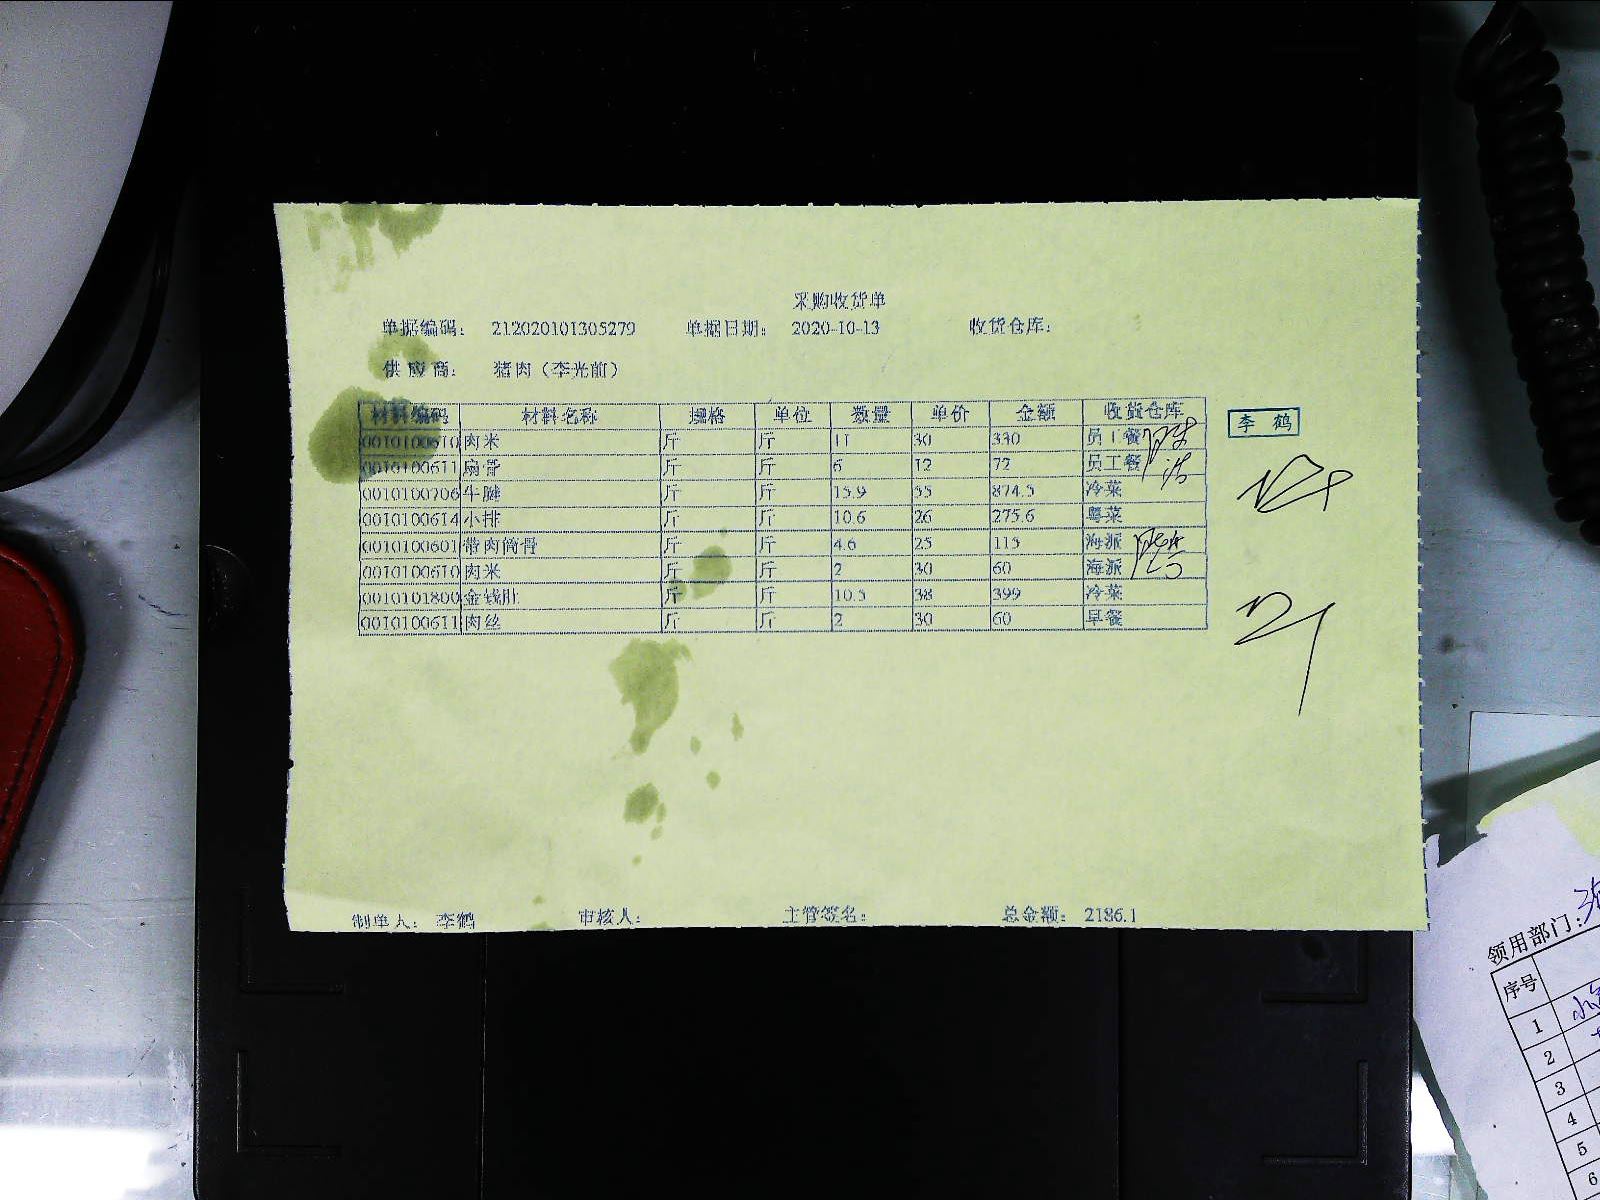 采购收货单
单据编码： 212020101305279 单据日期： 2020-10-13 收货仓库：
供应商： 猪肉（李光前）
材料编码 材料名称 规格 单位 数量 单价 金额 收货仓库
0010100610 肉米 斤 斤 11 30 330 员工餐
0010100611 扇骨 斤 斤 6 12 72 员工餐
0010100706 牛腱 斤 斤 15.9 55 874.5 冷菜
0010100614 小排 斤 斤 10.6 26 275.6 粤菜
0010100601 带肉筒骨 斤 斤 4.6 25 115 海派
0010100610 肉米 斤 斤 2 30 60 海派
0010101800 金钱肚 斤 斤 10.5 38 399 冷菜
0010100611 肉丝 斤 斤 2 30 60 早餐
李鹤
制单人： 李鹤 审核人： 主管签名： 总金额： 2186.1
领用部门：
序号
1
2
3
4
5
6